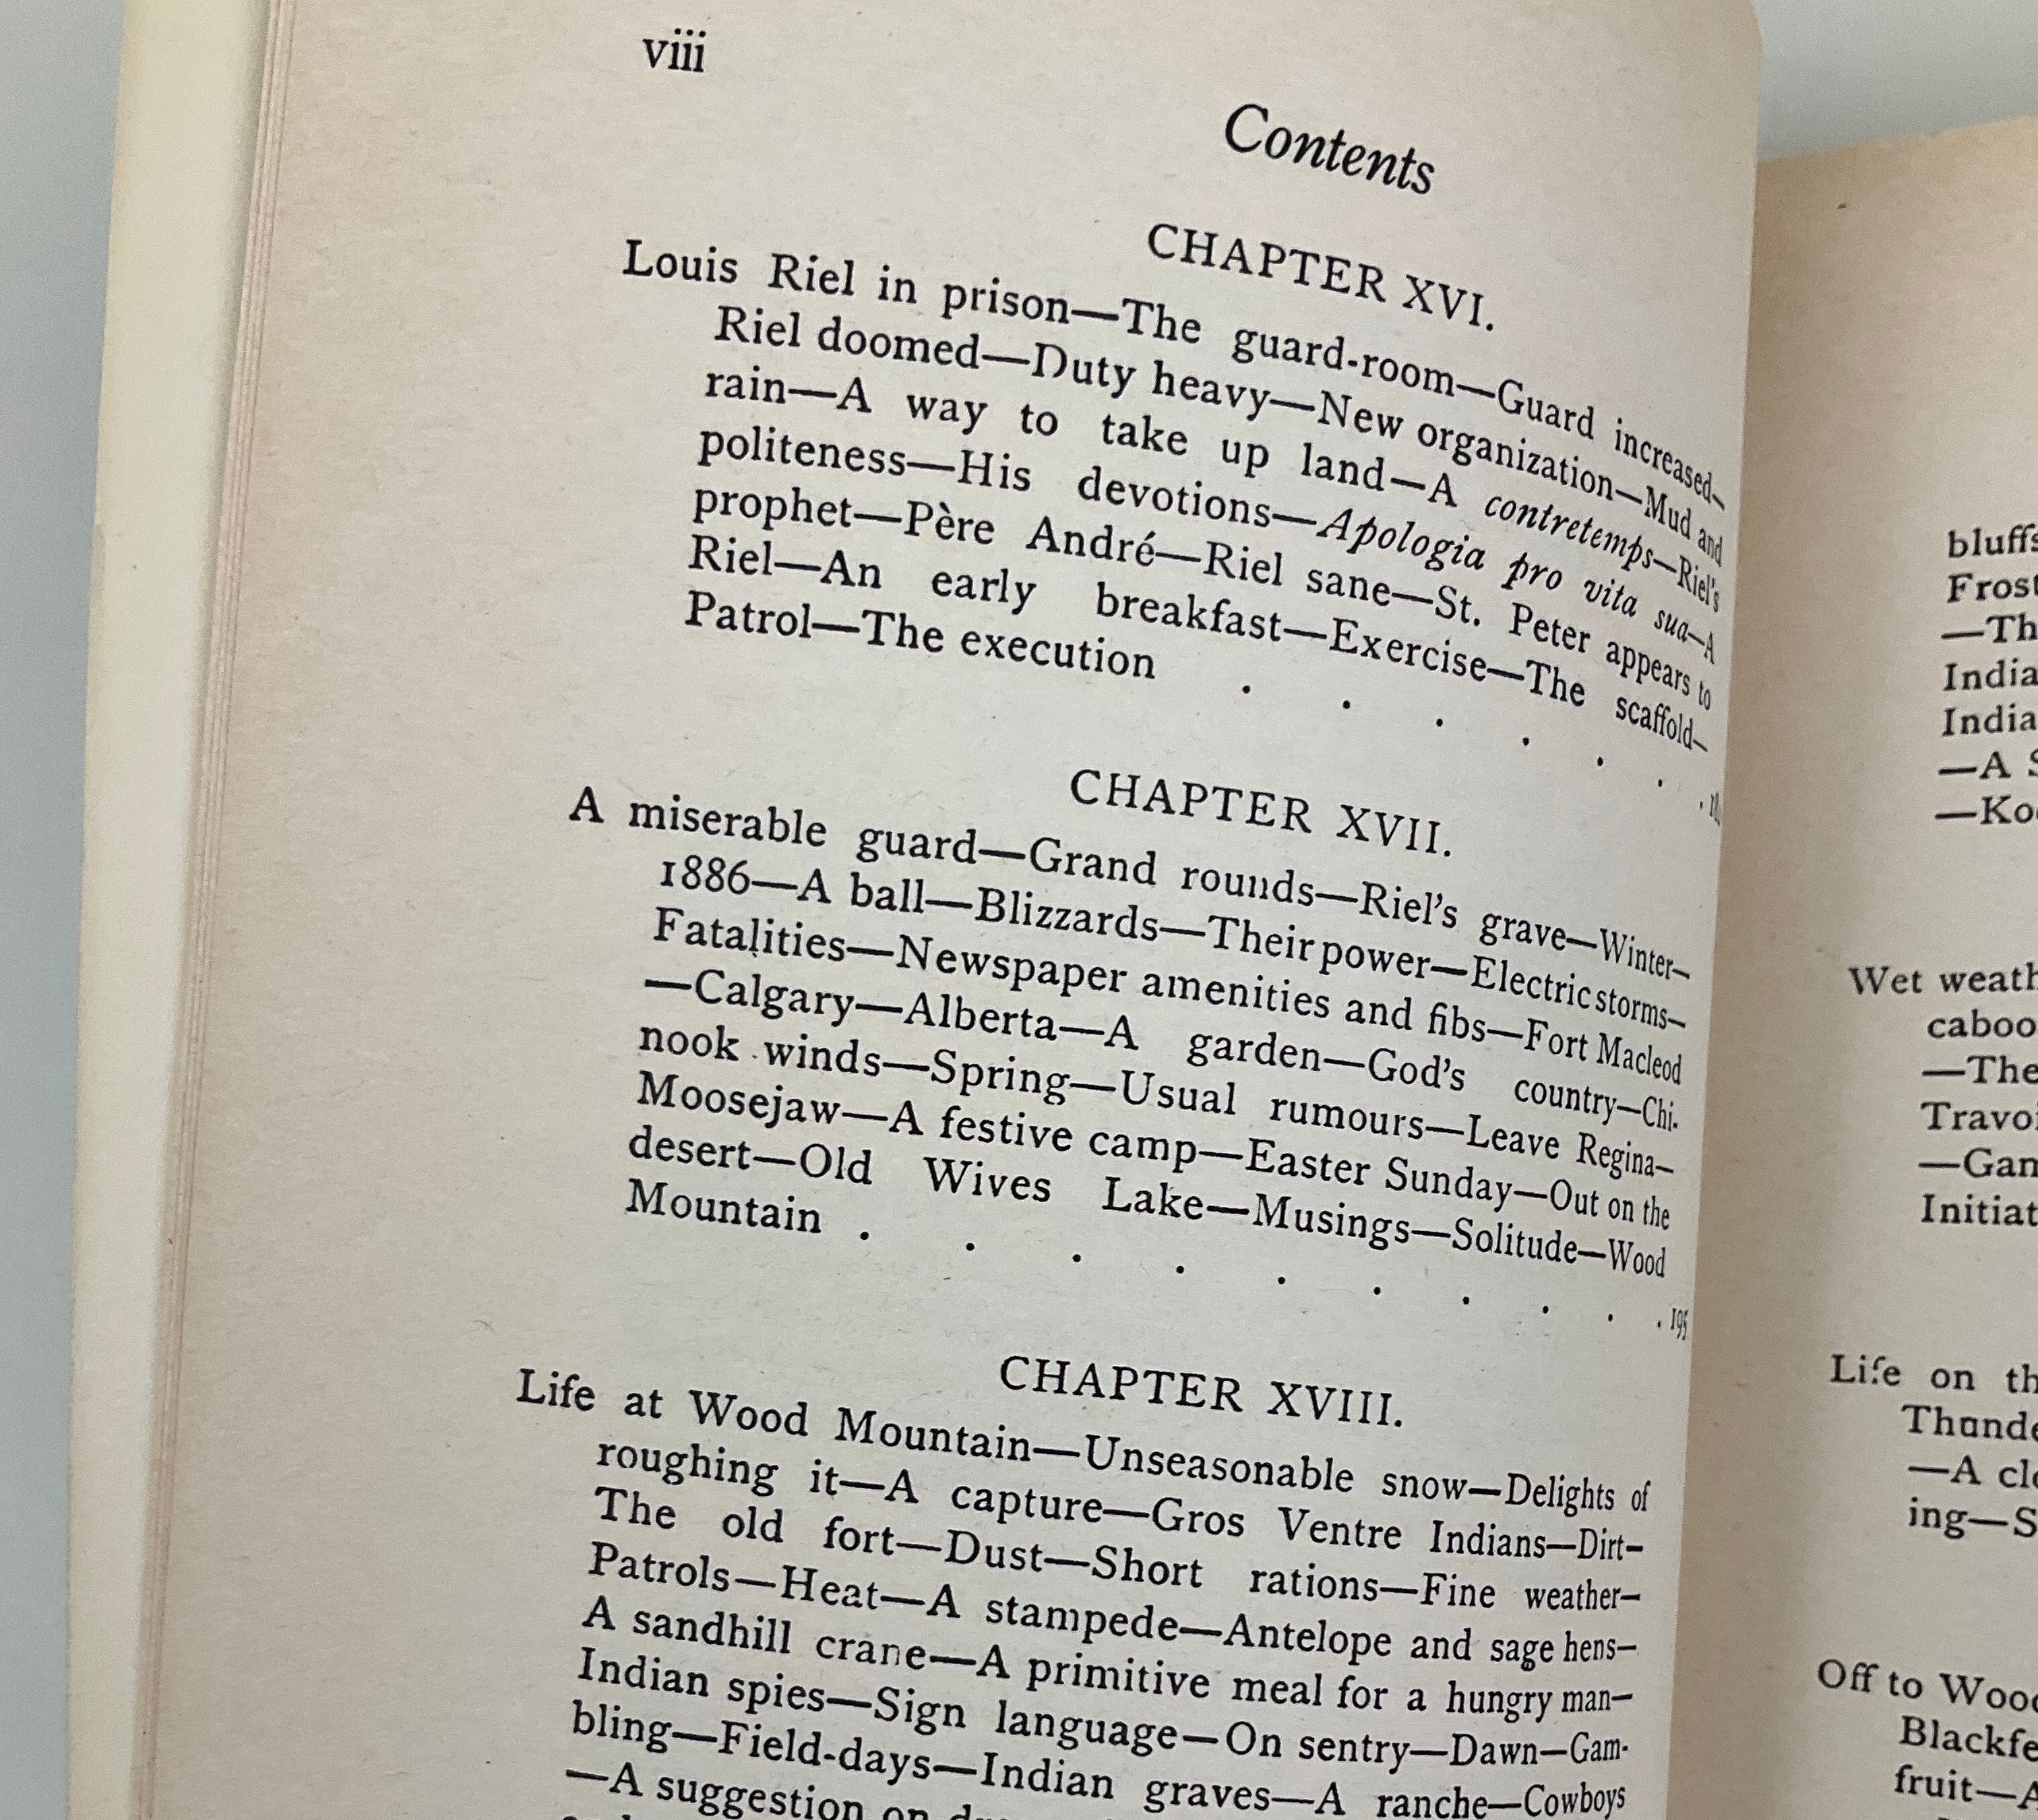 viii
Contents
CHAPTER XVI.
Louis Riel in prison—The guard-room—Guard increased—
Riel doomed—Duty heavy—New organization—Mud and
rain—A way to take up land—A contretemps—Riel's
politeness—His devotions—Apologia pro vita sua—A
prophet—Père André—Riel sane—St. Peter appears to
Riel—An early breakfast—Exercise—The scaffold—
Patrol—The execution . . . . . . .
CHAPTER XVII.
A miserable guard—Grand rounds—Riel's grave—Winter—
1886—A ball—Blizzards—Their power—Electric storms—
Fatalities—Newspaper amenities and fibs—Fort Macleod
—Calgary—Alberta—A garden—God's country—Chi-
nook winds—Spring—Usual rumours—Leave Regina—
Moosejaw—A festive camp—Easter Sunday—Out on the
desert—Old Wives Lake—Musings—Solitude—Wood
Mountain . . . . . . . . . . 195
CHAPTER XVIII.
Life at Wood Mountain—Unseasonable snow—Delights of
roughing it—A capture—Gros Ventre Indians—Dirt—
The old fort—Dust—Short rations—Fine weather—
Patrols—Heat—A stampede—Antelope and sage hens—
A sandhill crane—A primitive meal for a hungry man—
Indian spies—Sign language—On sentry—Dawn—Gam-
bling—Field-days—Indian graves—A ranche—Cowboys
—A suggestion on
bluffs
Frost
—Th
India
India
—A S
—Ko
Wet weath
caboo
—The
Travoi
—Gam
Initiat
Life on th
Thunde
—A clo
ing—S
Off to Wood
Blackfe
fruit—A